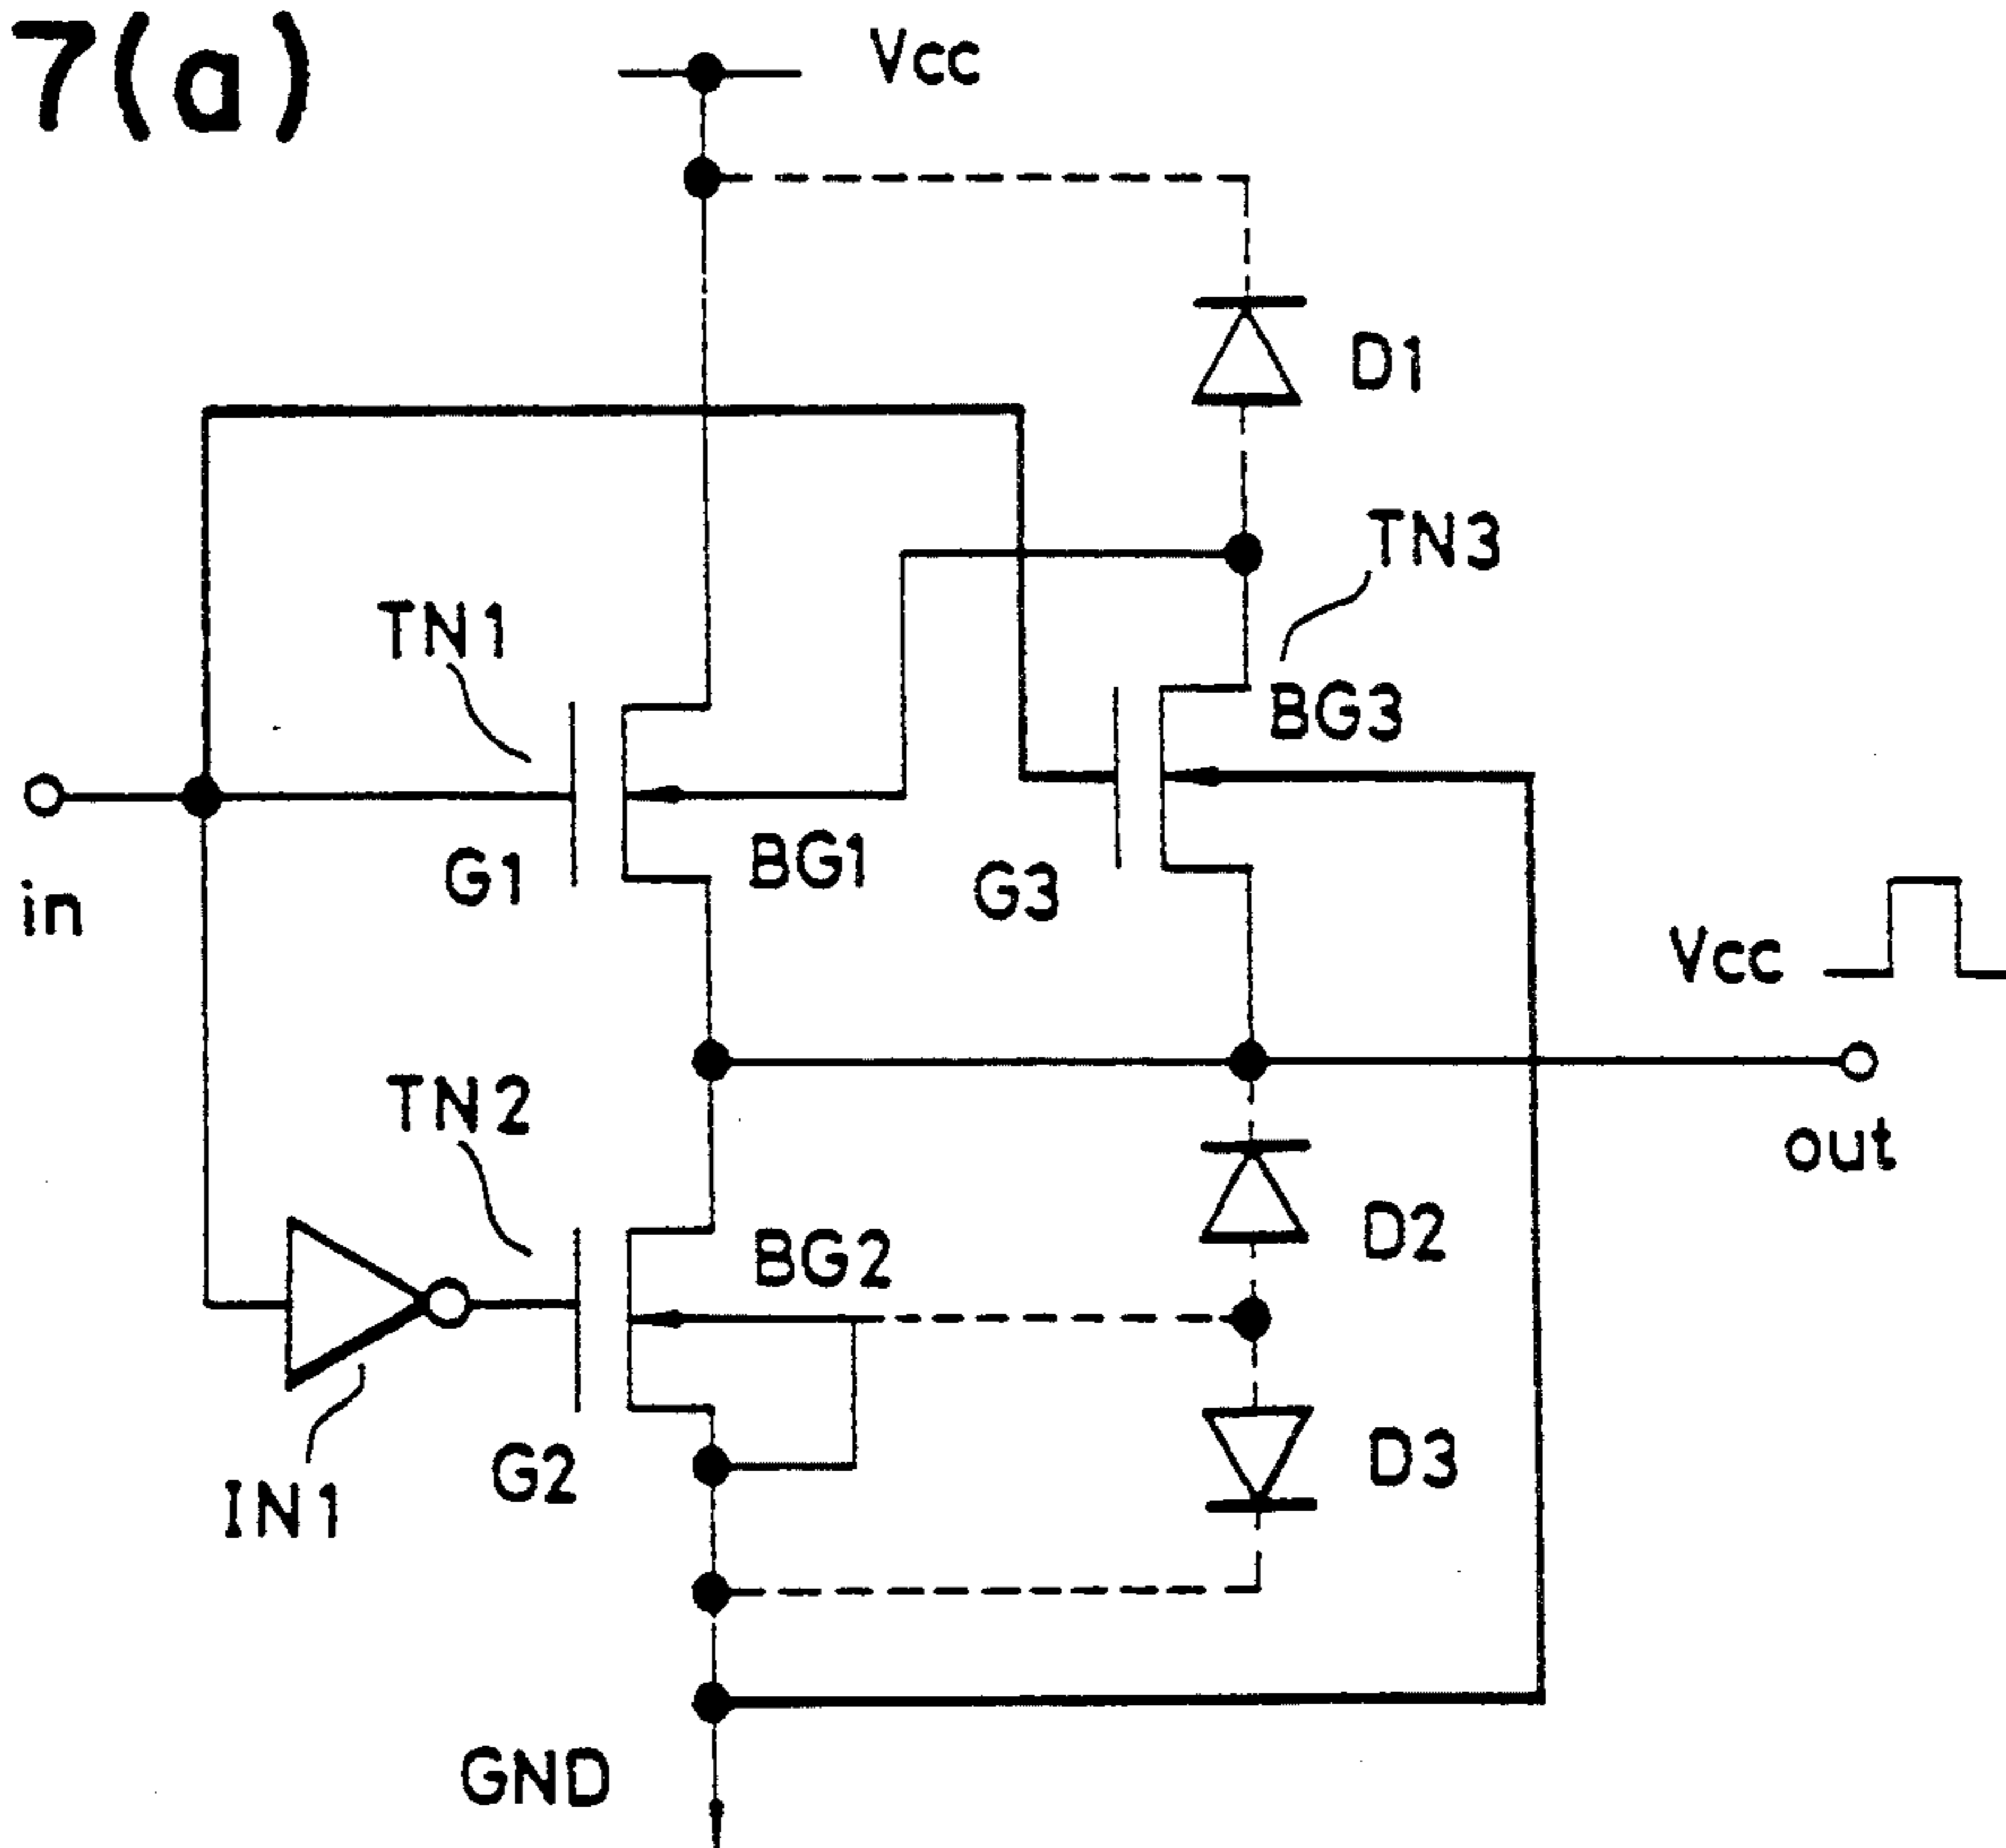 7(a)
Vcc
D1
TN3
TN1
BG3
G1
BG1
G3
in
Vcc
TN2
out
BG2
D2
G2
D3
IN1
GND